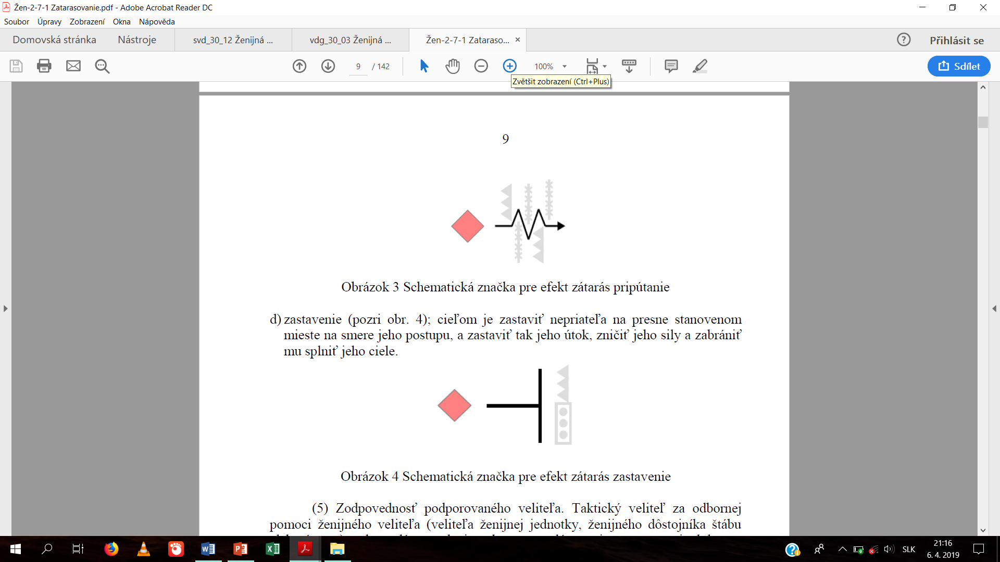 Žen-2-7-1 Zatarasovanie.pdf - Adobe Acrobat Reader DC
Soubor Úpravy Zobrazení Okna Nápověda
Domovská stránka Nástroje svd_30_12 Ženijná ... vdg_30_03 Ženijná ... Žen-2-7-1 Zataraso... Přihlásit se
9 / 142 100% Sdílet
Zvětšit zobrazení (Ctrl+Plus)
9
Obrázok 3 Schematická značka pre efekt zátarás pripútanie
d) zastavenie (pozri obr. 4); cieľom je zastaviť nepriateľa na presne stanovenom
mieste na smere jeho postupu, a zastaviť tak jeho útok, zničiť jeho sily a zabrániť
mu splniť jeho ciele.
Obrázok 4 Schematická značka pre efekt zátarás zastavenie
(5) Zodpovednosť podporovaného veliteľa. Taktický veliteľ za odbornej
pomoci ženijného veliteľa (veliteľa ženijnej jednotky, ženijného dôstojníka štábu
SLK
21:16
6. 4. 2019